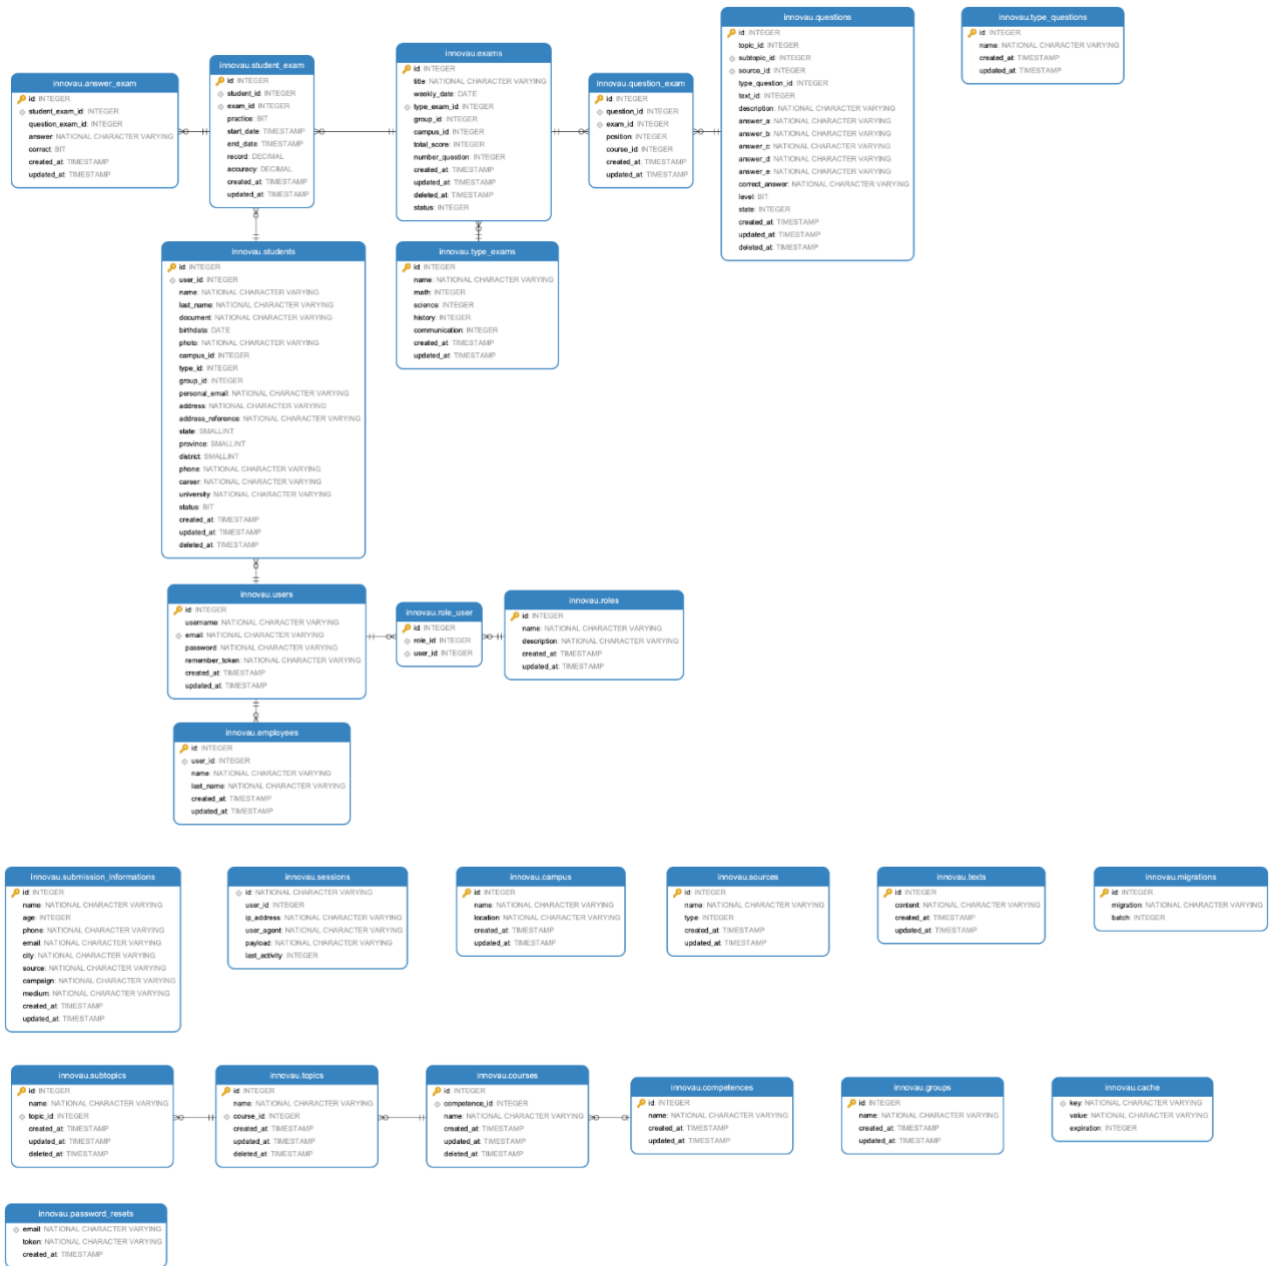 innovau.answer_exam
id: INTEGER
student_exam_id: INTEGER
question_exam_id: INTEGER
answer: NATIONAL CHARACTER VARYING
correct: BIT
created_at: TIMESTAMP
updated_at: TIMESTAMP
innovau.student_exam
id: INTEGER
student_id: INTEGER
exam_id: INTEGER
practice: BIT
start_date: TIMESTAMP
end_date: TIMESTAMP
record: DECIMAL
accuracy: DECIMAL
created_at: TIMESTAMP
updated_at: TIMESTAMP
innovau.exams
id: INTEGER
title: NATIONAL CHARACTER VARYING
weekly_date: DATE
type_exam_id: INTEGER
group_id: INTEGER
campus_id: INTEGER
total_score: INTEGER
number_question: INTEGER
created_at: TIMESTAMP
updated_at: TIMESTAMP
deleted_at: TIMESTAMP
status: INTEGER
innovau.question_exam
id: INTEGER
question_id: INTEGER
exam_id: INTEGER
position: INTEGER
course_id: INTEGER
created_at: TIMESTAMP
updated_at: TIMESTAMP
innovau.questions
id: INTEGER
topic_id: INTEGER
subtopic_id: INTEGER
source_id: INTEGER
type_question_id: INTEGER
text_id: INTEGER
description: NATIONAL CHARACTER VARYING
answer_a: NATIONAL CHARACTER VARYING
answer_b: NATIONAL CHARACTER VARYING
answer_c: NATIONAL CHARACTER VARYING
answer_d: NATIONAL CHARACTER VARYING
answer_e: NATIONAL CHARACTER VARYING
correct_answer: NATIONAL CHARACTER VARYING
level: BIT
state: INTEGER
created_at: TIMESTAMP
updated_at: TIMESTAMP
deleted_at: TIMESTAMP
innovau.type_questions
id: INTEGER
name: NATIONAL CHARACTER VARYING
created_at: TIMESTAMP
updated_at: TIMESTAMP
innovau.students
id: INTEGER
user_id: INTEGER
name: NATIONAL CHARACTER VARYING
last_name: NATIONAL CHARACTER VARYING
document: NATIONAL CHARACTER VARYING
birthdate: DATE
photo: NATIONAL CHARACTER VARYING
campus_id: INTEGER
type_id: INTEGER
group_id: INTEGER
personal_email: NATIONAL CHARACTER VARYING
address: NATIONAL CHARACTER VARYING
address_reference: NATIONAL CHARACTER VARYING
state: SMALLINT
province: SMALLINT
district: SMALLINT
phone: NATIONAL CHARACTER VARYING
career: NATIONAL CHARACTER VARYING
university: NATIONAL CHARACTER VARYING
status: BIT
created_at: TIMESTAMP
updated_at: TIMESTAMP
deleted_at: TIMESTAMP
innovau.type_exams
id: INTEGER
name: NATIONAL CHARACTER VARYING
math: INTEGER
science: INTEGER
history: INTEGER
communication: INTEGER
created_at: TIMESTAMP
updated_at: TIMESTAMP
innovau.users
id: INTEGER
username: NATIONAL CHARACTER VARYING
email: NATIONAL CHARACTER VARYING
password: NATIONAL CHARACTER VARYING
remember_token: NATIONAL CHARACTER VARYING
created_at: TIMESTAMP
updated_at: TIMESTAMP
innovau.role_user
id: INTEGER
role_id: INTEGER
user_id: INTEGER
innovau.roles
id: INTEGER
name: NATIONAL CHARACTER VARYING
description: NATIONAL CHARACTER VARYING
created_at: TIMESTAMP
updated_at: TIMESTAMP
innovau.employees
id: INTEGER
user_id: INTEGER
name: NATIONAL CHARACTER VARYING
last_name: NATIONAL CHARACTER VARYING
created_at: TIMESTAMP
updated_at: TIMESTAMP
innovau.submission_informations
id: INTEGER
name: NATIONAL CHARACTER VARYING
age: INTEGER
phone: NATIONAL CHARACTER VARYING
email: NATIONAL CHARACTER VARYING
city: NATIONAL CHARACTER VARYING
source: NATIONAL CHARACTER VARYING
campaign: NATIONAL CHARACTER VARYING
medium: NATIONAL CHARACTER VARYING
created_at: TIMESTAMP
updated_at: TIMESTAMP
innovau.sessions
id: NATIONAL CHARACTER VARYING
user_id: INTEGER
ip_address: NATIONAL CHARACTER VARYING
user_agent: NATIONAL CHARACTER VARYING
payload: NATIONAL CHARACTER VARYING
last_activity: INTEGER
innovau.campus
id: INTEGER
name: NATIONAL CHARACTER VARYING
location: NATIONAL CHARACTER VARYING
created_at: TIMESTAMP
updated_at: TIMESTAMP
innovau.sources
id: INTEGER
name: NATIONAL CHARACTER VARYING
type: INTEGER
created_at: TIMESTAMP
updated_at: TIMESTAMP
innovau.texts
id: INTEGER
content: NATIONAL CHARACTER VARYING
created_at: TIMESTAMP
updated_at: TIMESTAMP
innovau.migrations
id: INTEGER
migration: NATIONAL CHARACTER VARYING
batch: INTEGER
innovau.subtopics
id: INTEGER
name: NATIONAL CHARACTER VARYING
topic_id: INTEGER
created_at: TIMESTAMP
updated_at: TIMESTAMP
deleted_at: TIMESTAMP
innovau.topics
id: INTEGER
name: NATIONAL CHARACTER VARYING
course_id: INTEGER
created_at: TIMESTAMP
updated_at: TIMESTAMP
deleted_at: TIMESTAMP
innovau.courses
id: INTEGER
competence_id: INTEGER
name: NATIONAL CHARACTER VARYING
created_at: TIMESTAMP
updated_at: TIMESTAMP
deleted_at: TIMESTAMP
innovau.competences
id: INTEGER
name: NATIONAL CHARACTER VARYING
created_at: TIMESTAMP
updated_at: TIMESTAMP
innovau.groups
id: INTEGER
name: NATIONAL CHARACTER VARYING
created_at: TIMESTAMP
updated_at: TIMESTAMP
innovau.cache
key: NATIONAL CHARACTER VARYING
value: NATIONAL CHARACTER VARYING
expiration: INTEGER
innovau.password_resets
email: NATIONAL CHARACTER VARYING
token: NATIONAL CHARACTER VARYING
created_at: TIMESTAMP